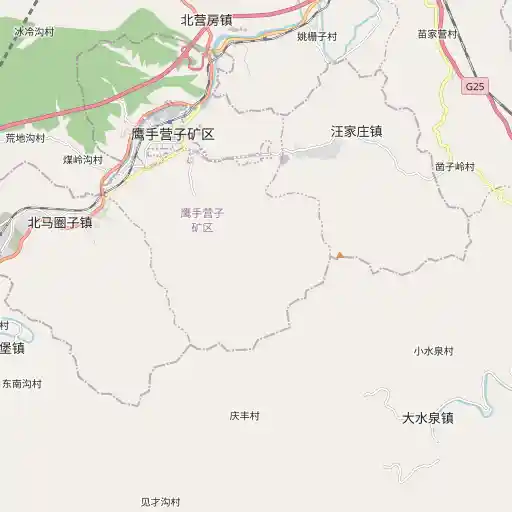 北营房镇
冰冷沟村
姚栅子村
苗家营村
G25
鹰手营子矿区
汪家庄镇
荒地沟村
煤岭沟村
凿子岭村
鹰手营子
矿区
北马圈子镇
村
堡镇
小水泉村
东南沟村
庆丰村
大水泉镇
见才沟村